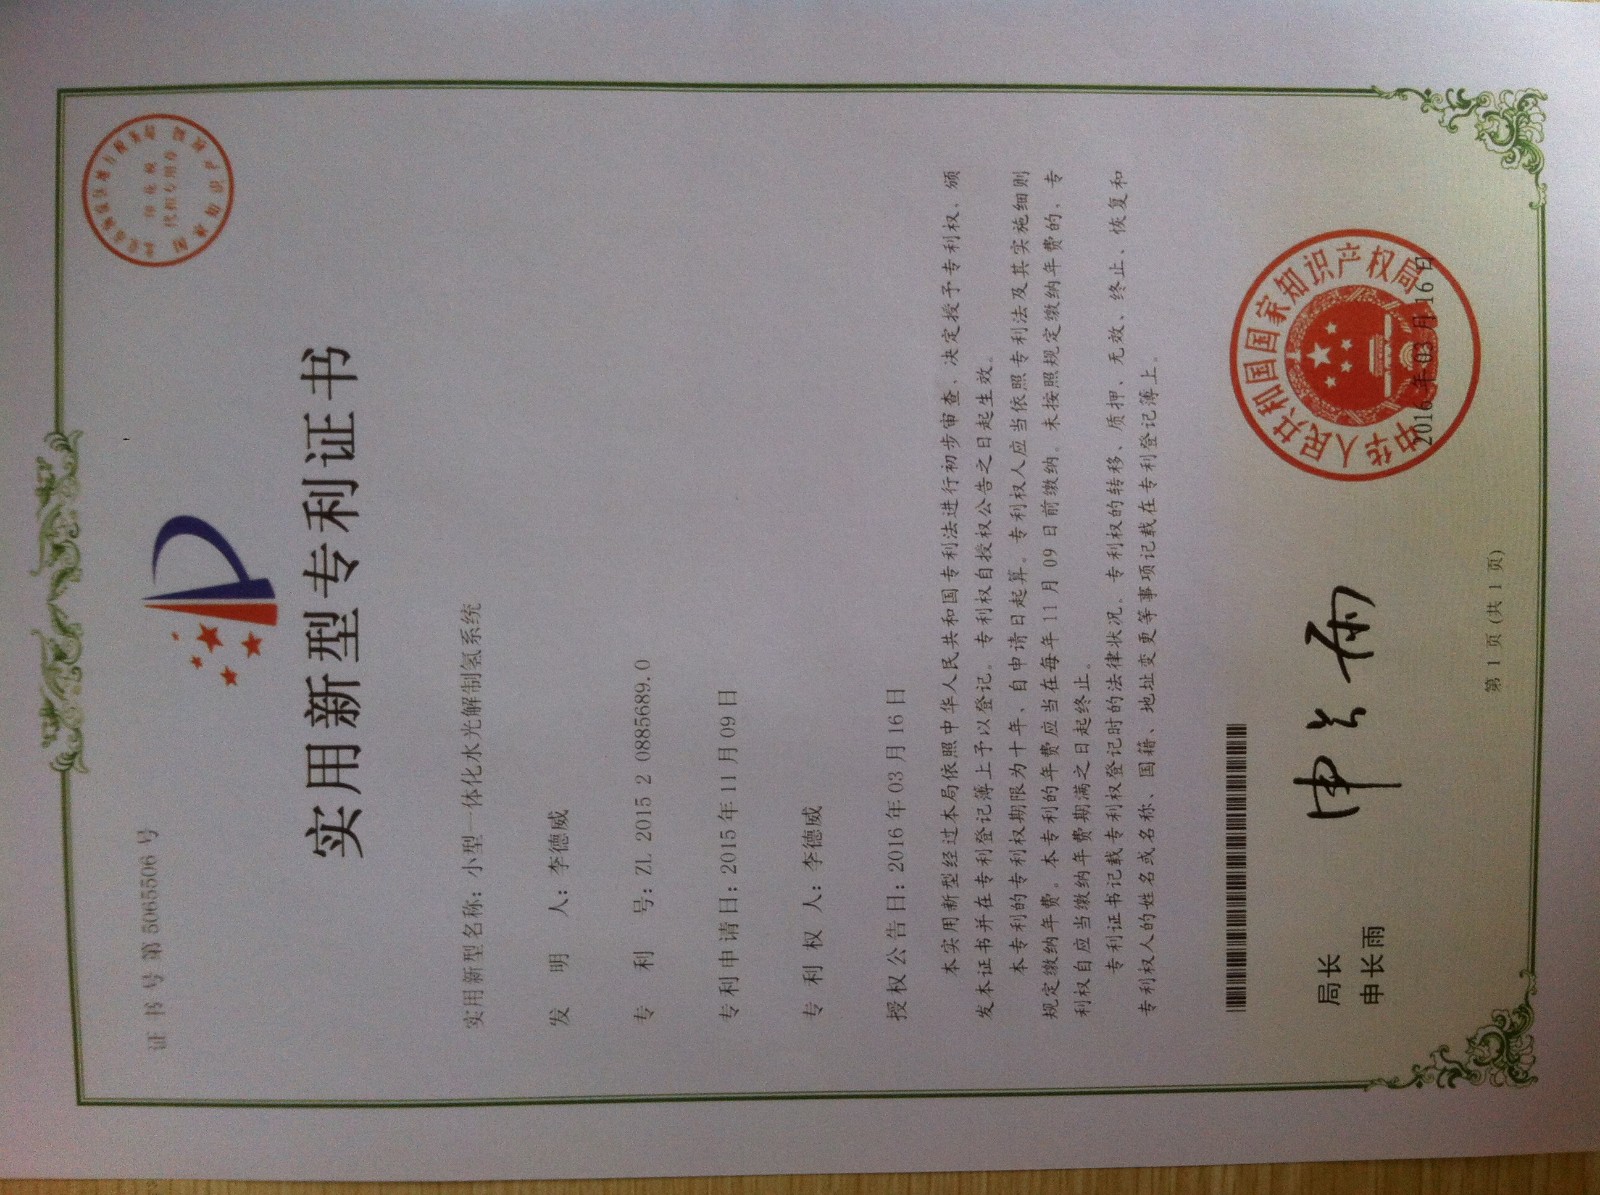 证书号第5065506号
实用新型专利证书
实用新型名称：小型一体化水光解制氢系统
发明人：李德威
专利号：ZL 2015 2 0885689.0
专利申请日：2015年11月09日
专利权人：李德威
授权公告日：2016年03月16日
本实用新型经过本局依照中华人民共和国专利法进行初步审查，决定授予专利权，颁
发本证书并在专利登记簿上予以登记。专利权自授权公告之日起生效。
本专利的专利权期限为十年，自申请日起算。专利权人应当依照专利法及其实施细则
规定缴纳年费。本专利的年费应当在每年11月09日前缴纳。未按照规定缴纳年费的，专
利权自应当缴纳年费期满之日起终止。
专利证书记载专利权登记时的法律状况。专利权的转移、质押、无效、终止、恢复和
专利权人的姓名或名称、国籍、地址变更等事项记载在专利登记簿上。
局长
申长雨
申长雨
中华人民共和国国家知识产权局
2016年03月16日
第1页(共1页)